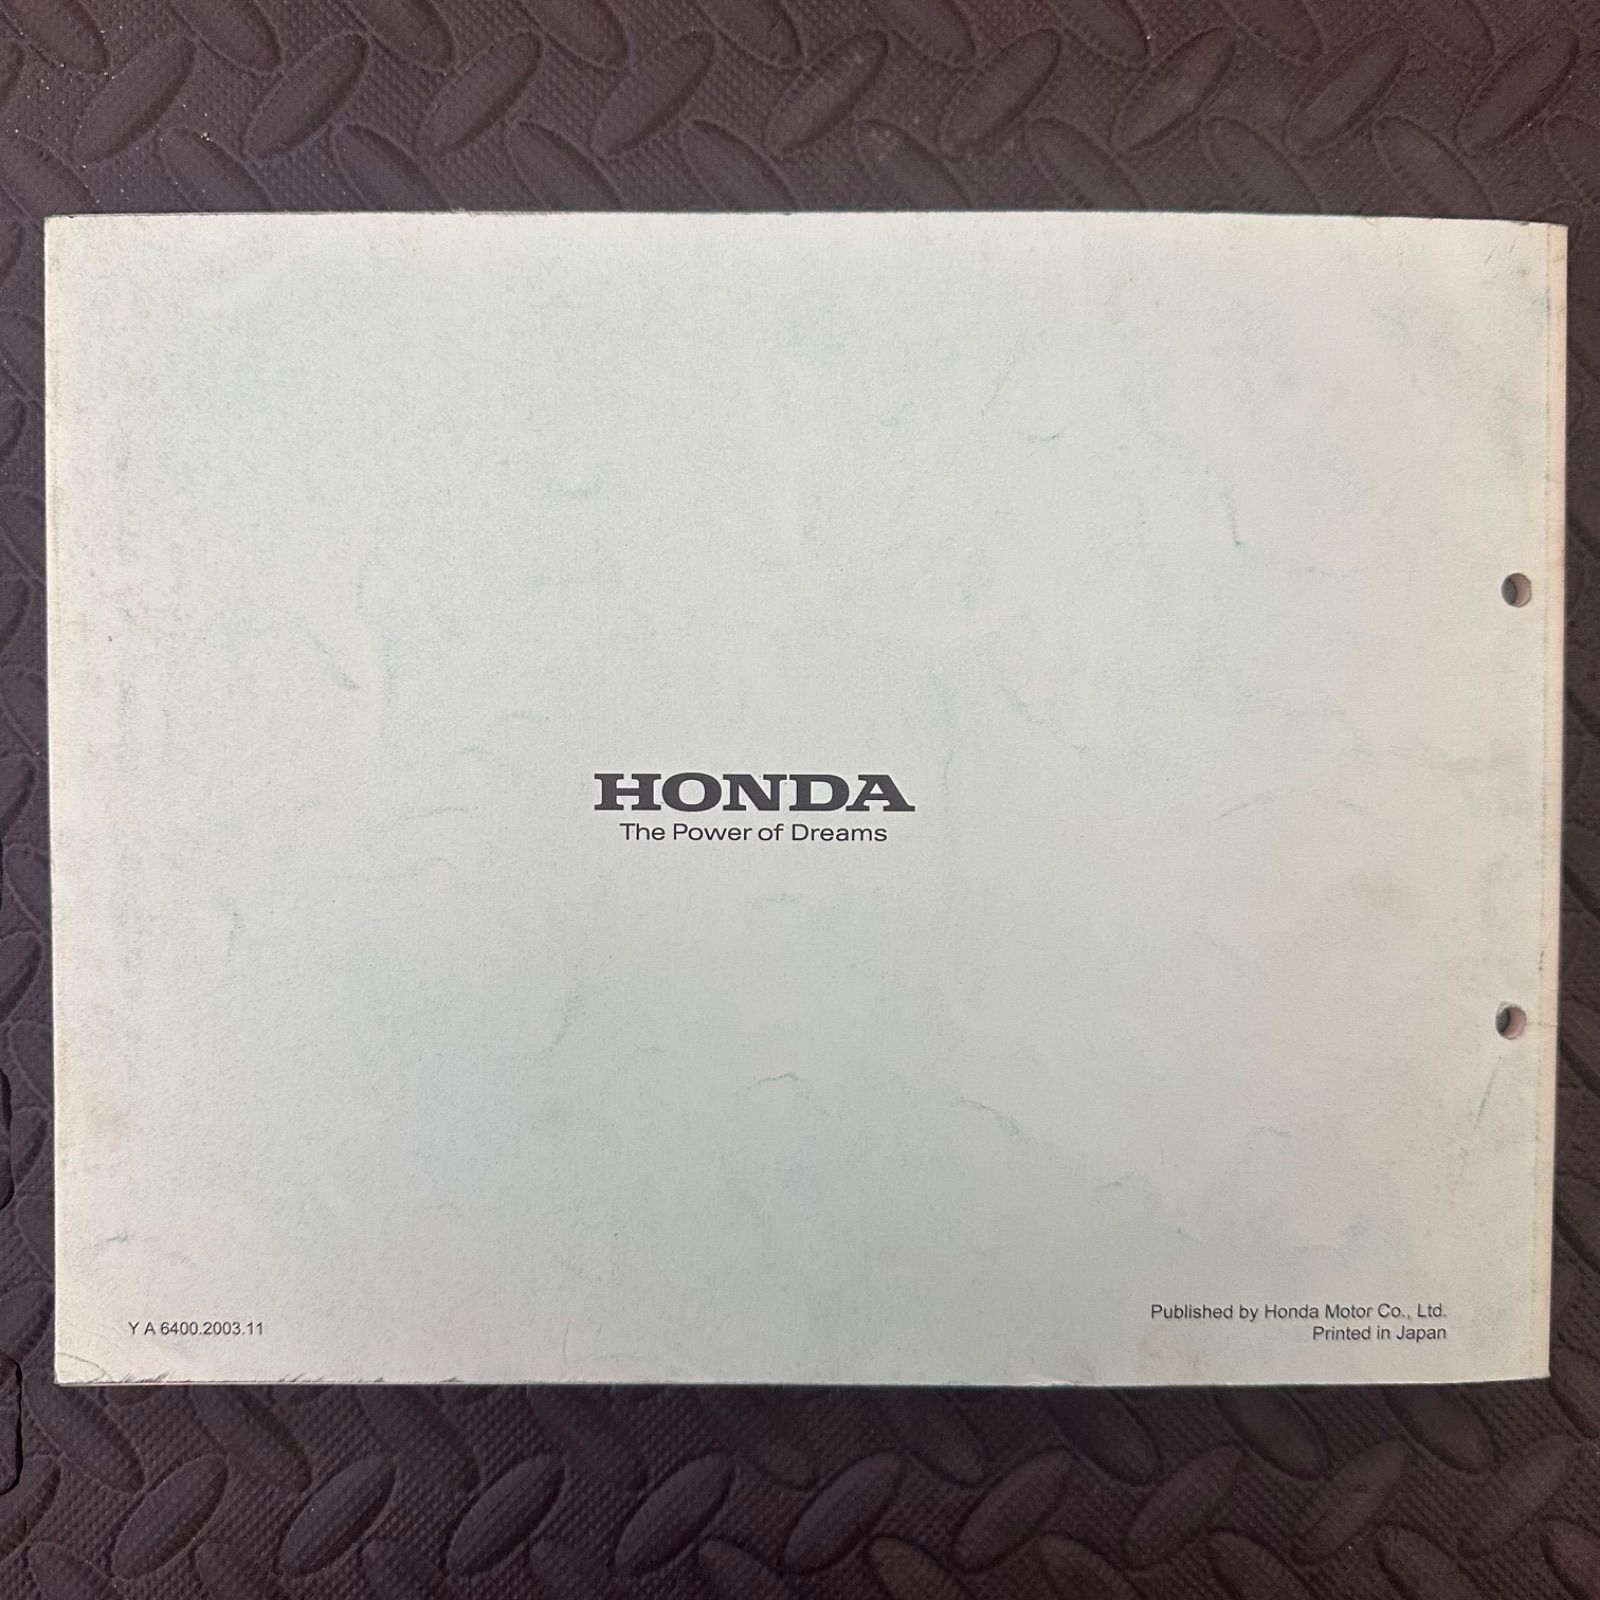 HONDA
The Power of Dreams
Y A 6400.2003.11
Published by Honda Motor Co., Ltd.
Printed in Japan